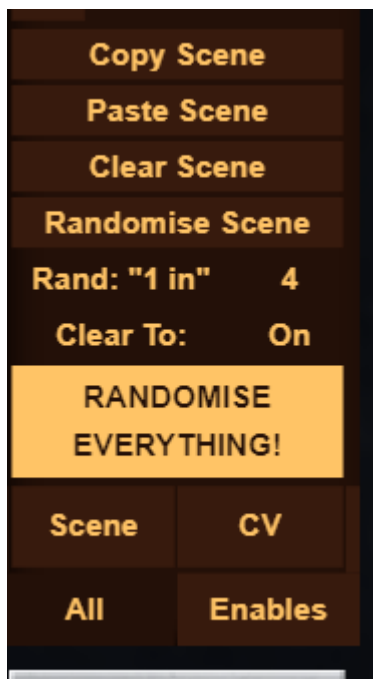 Copy Scene
Paste Scene
Clear Scene
Randomise Scene
Rand: "1 in" 4
Clear To: On
RANDOMISE
EVERYTHING!
Scene CV
All Enables